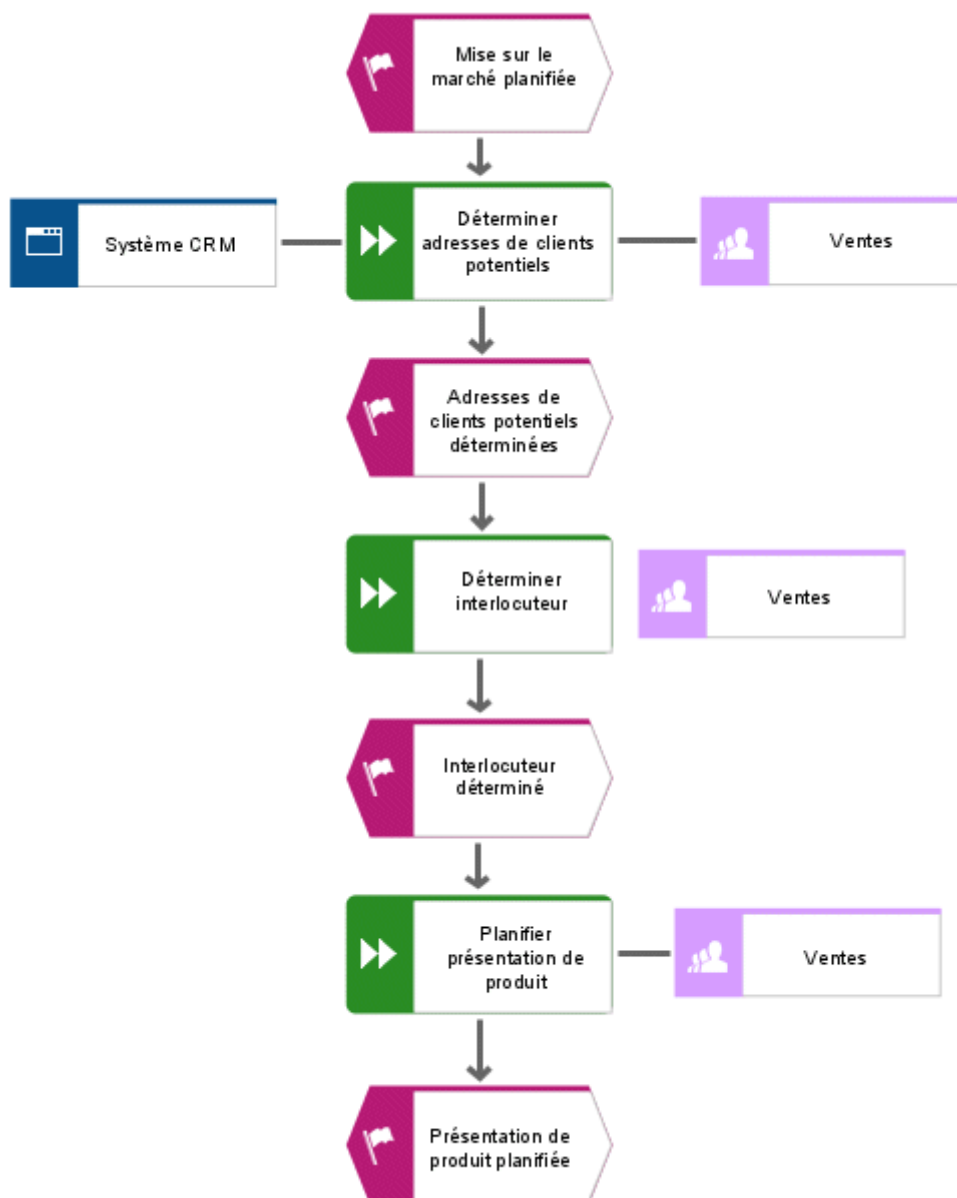 Mise sur le
marché planifiée
Système CRM
Déterminer
adresses de clients
potentiels
Ventes
Adresses de
clients potentiels
déterminées
Déterminer
interlocuteur
Ventes
Interlocuteur
déterminé
Planifier
présentation de
produit
Ventes
Présentation de
produit planifiée